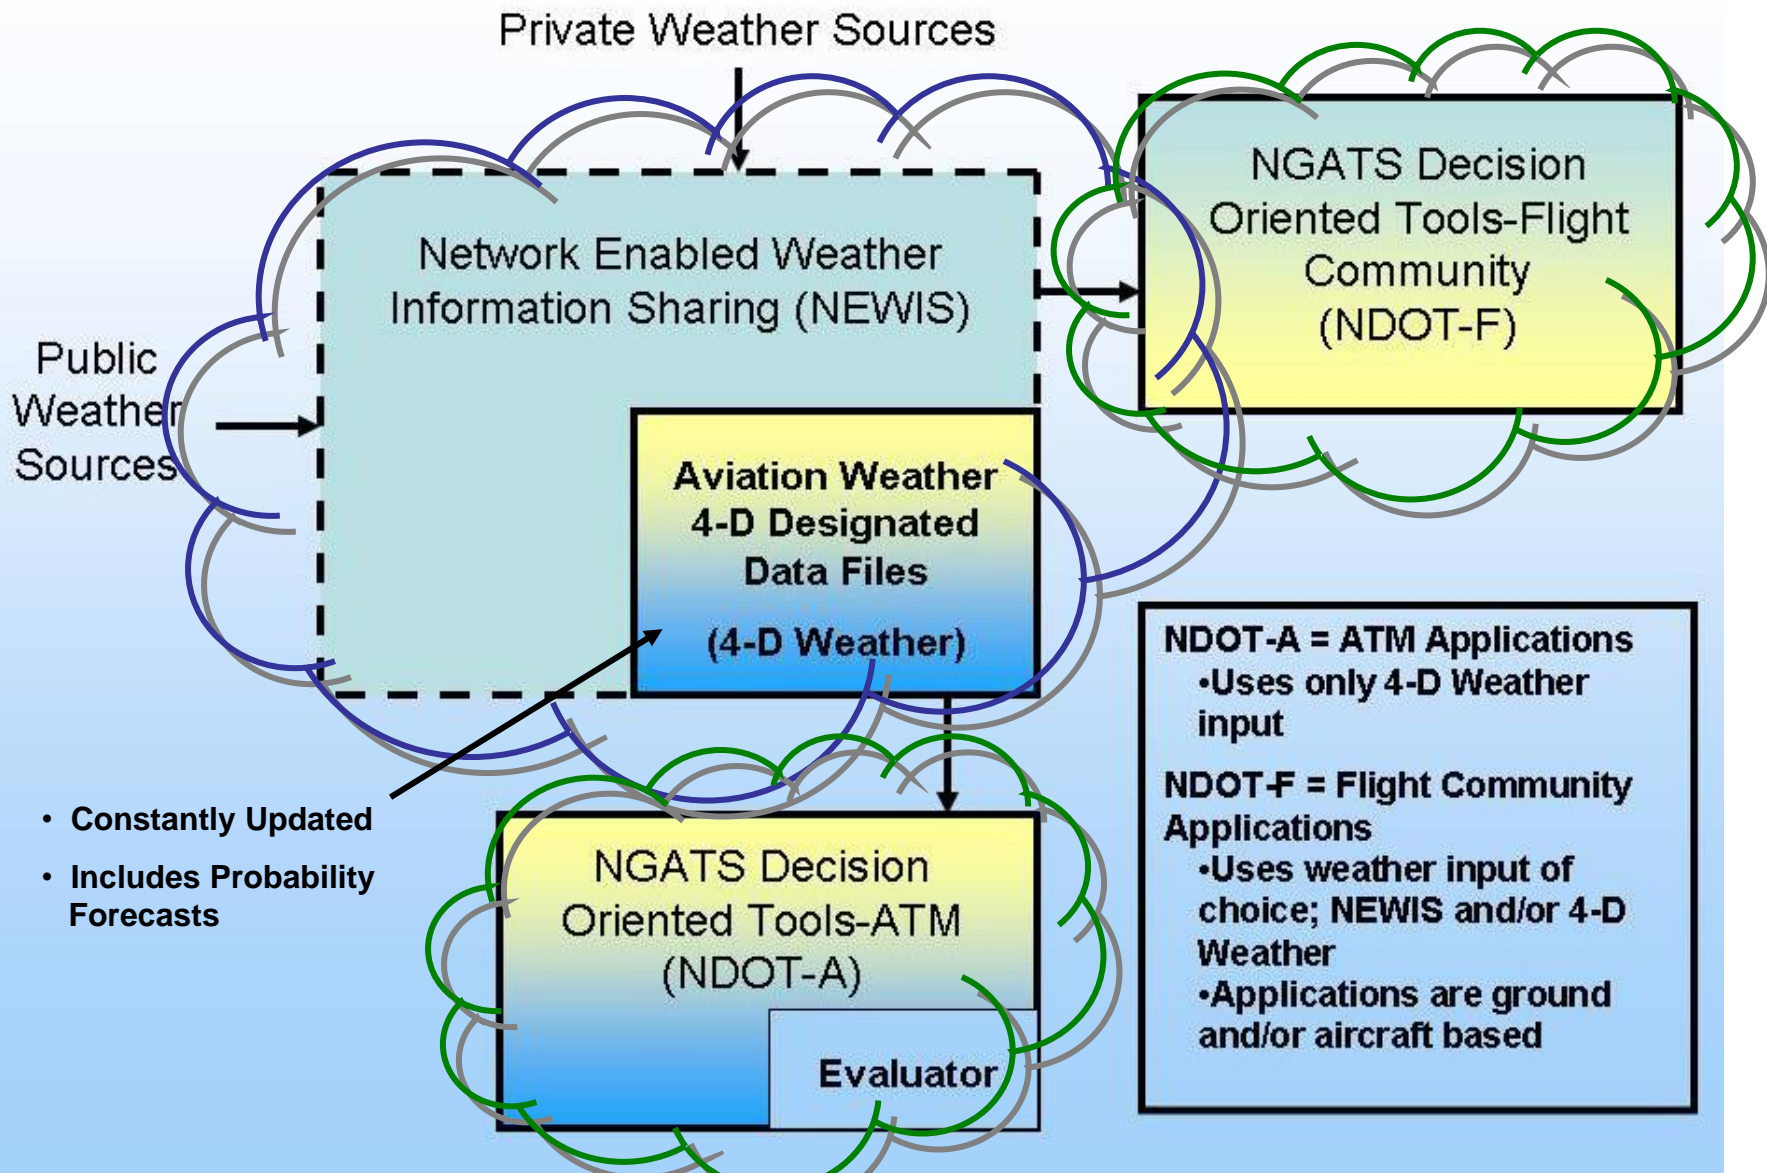 Private Weather Sources
Network Enabled Weather
Information Sharing (NEWIS)
Public
Weather
Sources
NGATS Decision
Oriented Tools-Flight
Community
(NDOT-F)
Aviation Weather
4-D Designated
Data Files
(4-D Weather)
• Constantly Updated
• Includes Probability
Forecasts
NGATS Decision
Oriented Tools-ATM
(NDOT-A)
Evaluator
NDOT-A = ATM Applications
•Uses only 4-D Weather
input
NDOT-F = Flight Community
Applications
•Uses weather input of
choice; NEWIS and/or 4-D
Weather
•Applications are ground
and/or aircraft based